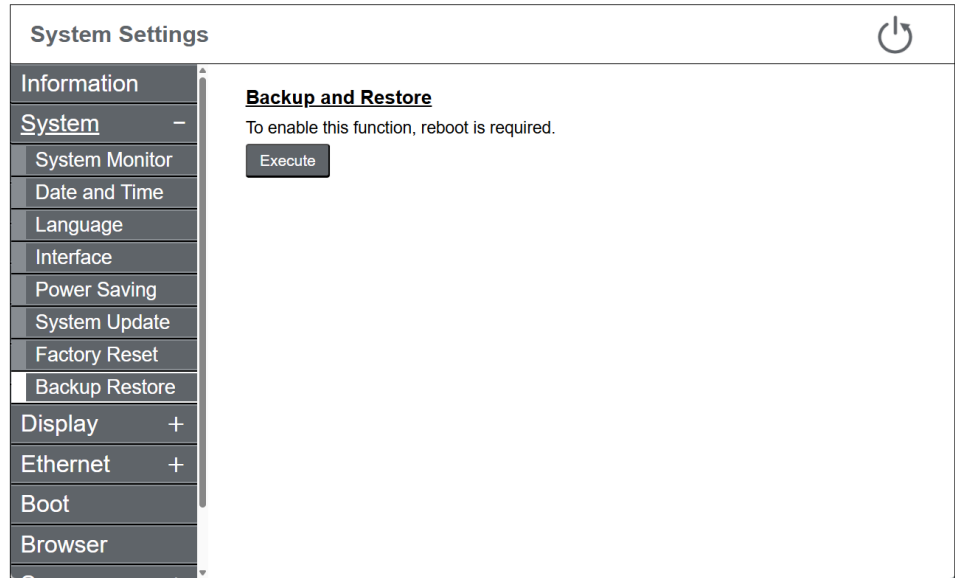 System Settings
Information
System −
System Monitor
Date and Time
Language
Interface
Power Saving
System Update
Factory Reset
Backup Restore
Display +
Ethernet +
Boot
Browser
Backup and Restore
To enable this function, reboot is required.
Execute